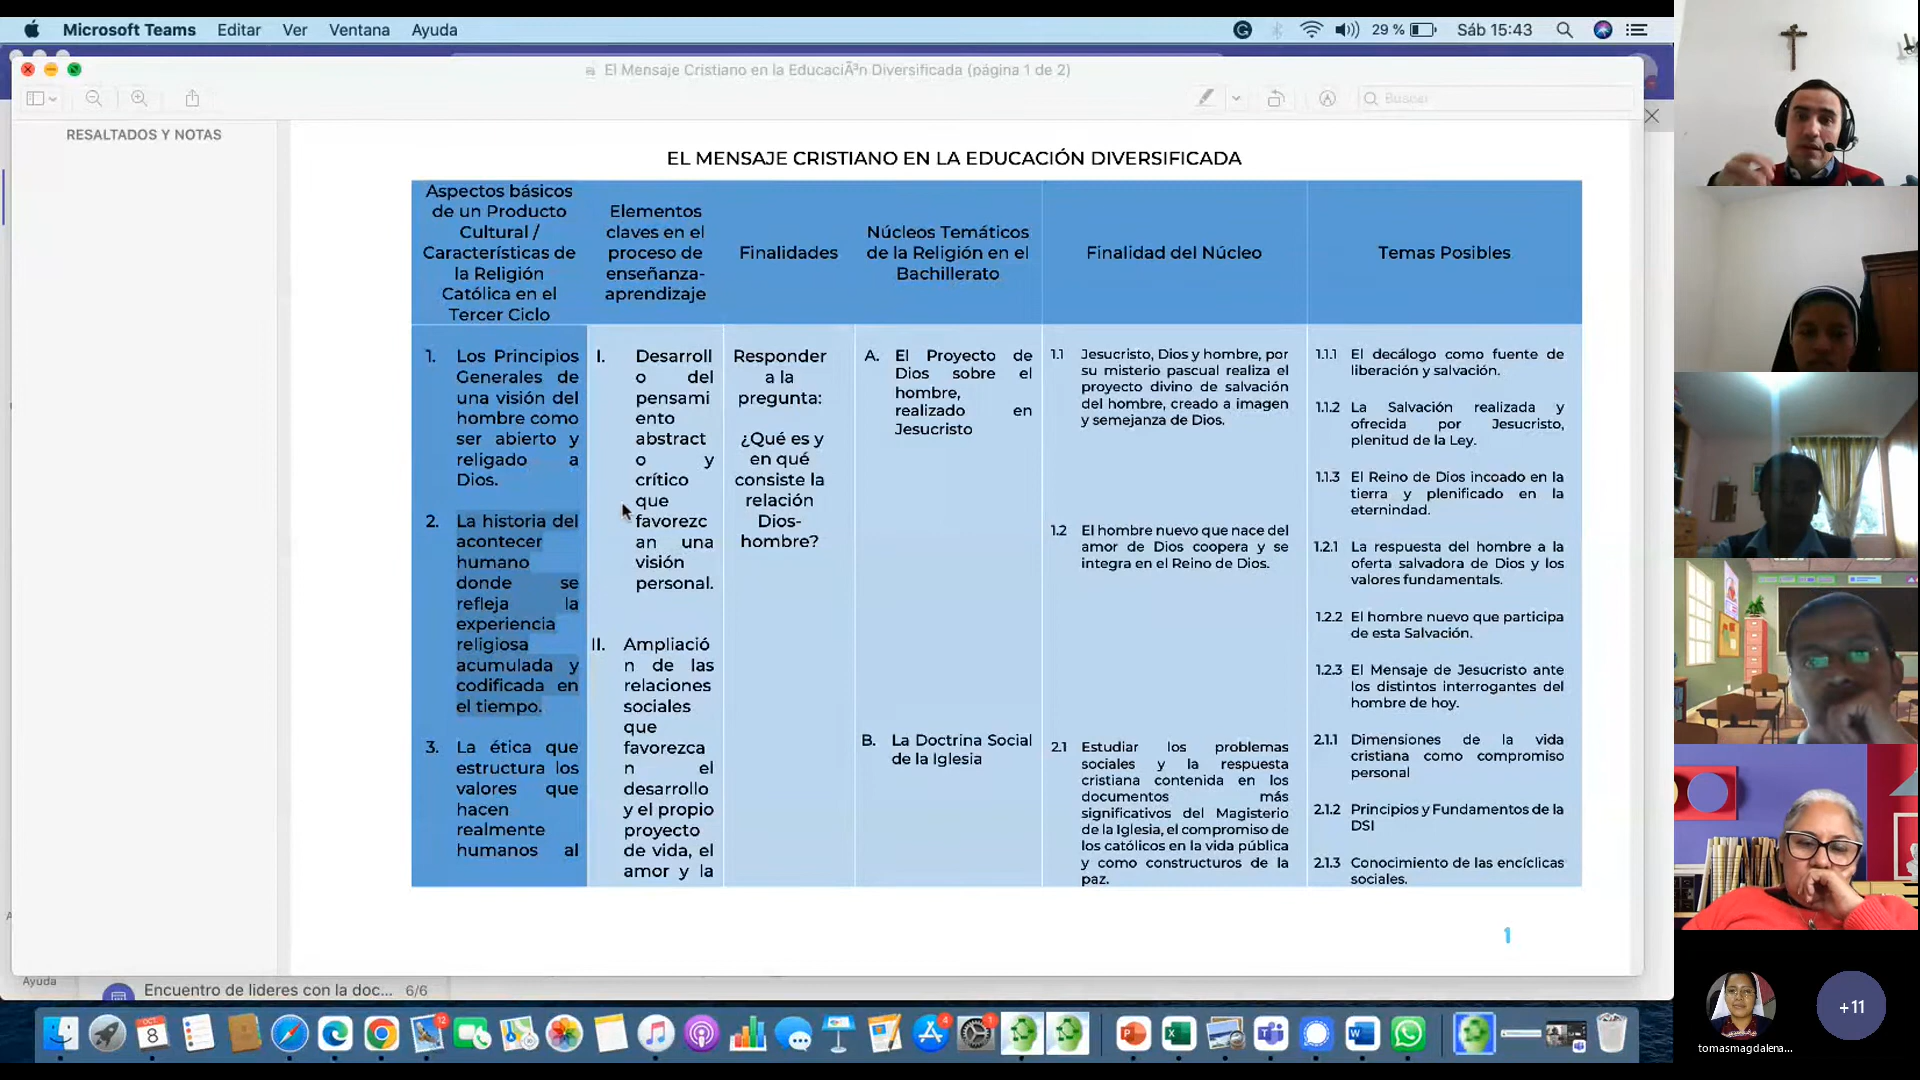 Microsoft Teams Editar Ver Ventana Ayuda
29 % Sáb 15:43
El Mensaje Cristiano en la EducaciÃ³n Diversificada (página 1 de 2)
Buscar
RESALTADOS Y NOTAS
EL MENSAJE CRISTIANO EN LA EDUCACIÓN DIVERSIFICADA
Aspectos básicos
de un Producto
Cultural /
Características de
la Religión
Católica en el
Tercer Ciclo
Elementos
claves en el
proceso de
enseñanza-
aprendizaje
Finalidades
Núcleos Temáticos
de la Religión en el
Bachillerato
Finalidad del Núcleo
Temas Posibles
1. Los Principios
Generales de
una visión del
hombre como
ser abierto y
religado a
Dios.
2. La historia del
acontecer
humano
donde se
refleja la
experiencia
religiosa
acumulada y
codificada en
el tiempo.
3. La ética que
estructura los
valores que
hacen
realmente
humanos al
I. Desarroll
o del
pensami
ento
abstract
o y
crítico
que
favorezc
an una
visión
personal.
II. Ampliació
n de las
relaciones
sociales
que
favorezca
n el
desarrollo
y el propio
proyecto
de vida, el
amor y la
Responder
a la
pregunta:
¿Qué es y
en qué
consiste la
relación
Dios-
hombre?
A. El Proyecto de
Dios sobre el
hombre,
realizado en
Jesucristo
B. La Doctrina Social
de la Iglesia
1.1 Jesucristo, Dios y hombre, por
su misterio pascual realiza el
proyecto divino de salvación
del hombre, creado a imagen
y semejanza de Dios.
1.2 El hombre nuevo que nace del
amor de Dios coopera y se
integra en el Reino de Dios.
2.1 Estudiar los problemas
sociales y la respuesta
cristiana contenida en los
documentos más
significativos del Magisterio
de la Iglesia, el compromiso de
los católicos en la vida pública
y como constructuros de la
paz.
1.1.1 El decálogo como fuente de
liberación y salvación.
1.1.2 La Salvación realizada y
ofrecida por Jesucristo,
plenitud de la Ley.
1.1.3 El Reino de Dios incoado en la
tierra y plenificado en la
eternindad.
1.2.1 La respuesta del hombre a la
oferta salvadora de Dios y los
valores fundamentals.
1.2.2 El hombre nuevo que participa
de esta Salvación.
1.2.3 El Mensaje de Jesucristo ante
los distintos interrogantes del
hombre de hoy.
2.1.1 Dimensiones de la vida
cristiana como compromiso
personal
2.1.2 Principios y Fundamentos de la
DSI
2.1.3 Conocimiento de las encíclicas
sociales.
1
Ayuda
Encuentro de lideres con la doc... 6/6
OCT.
8
12
4
1
+11
tomasmagdalena...